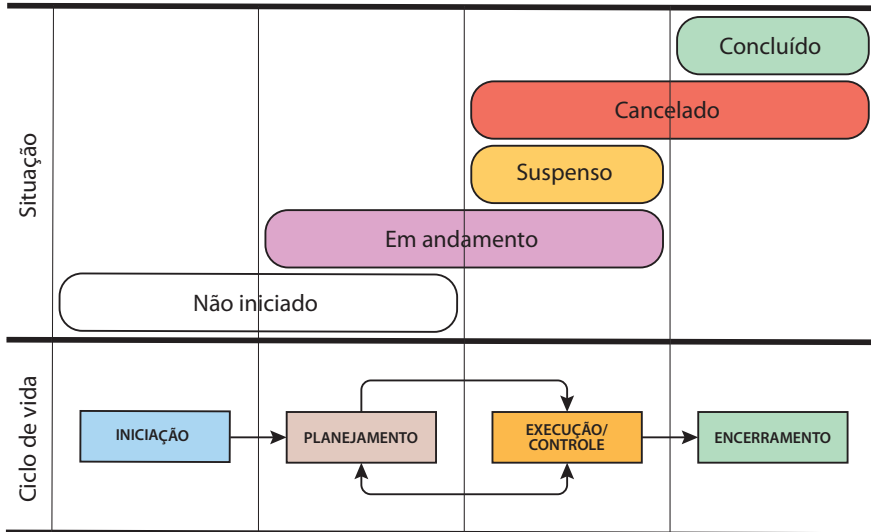 Situação
Concluído
Cancelado
Suspenso
Em andamento
Não iniciado
Ciclo de vida
INICIAÇÃO
PLANEJAMENTO
EXECUÇÃO/
CONTROLE
ENCERRAMENTO